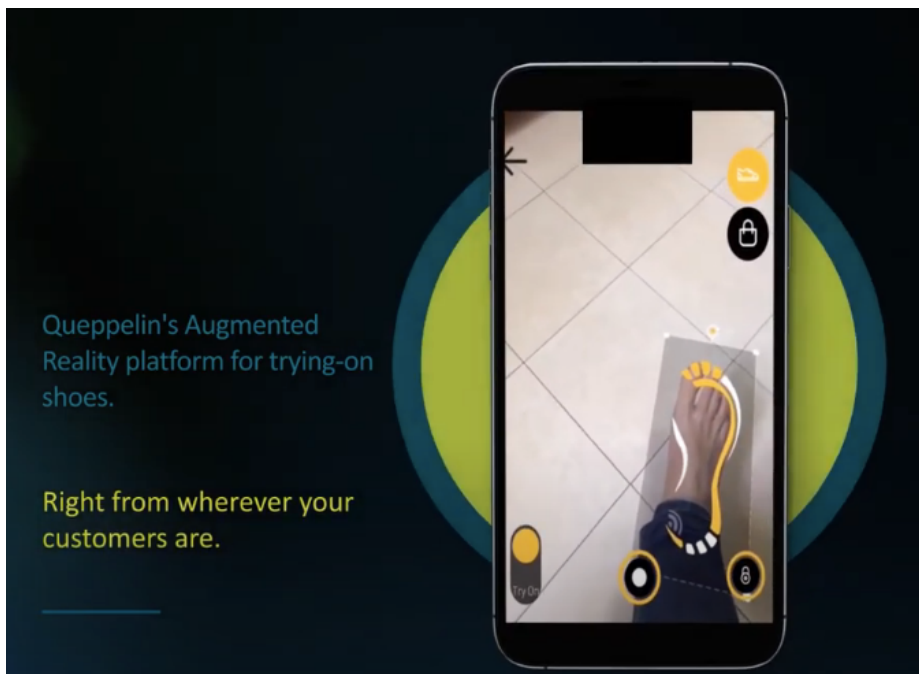 Queppelin's Augmented
Reality platform for trying-on
shoes.
Right from wherever your
customers are.
Try On